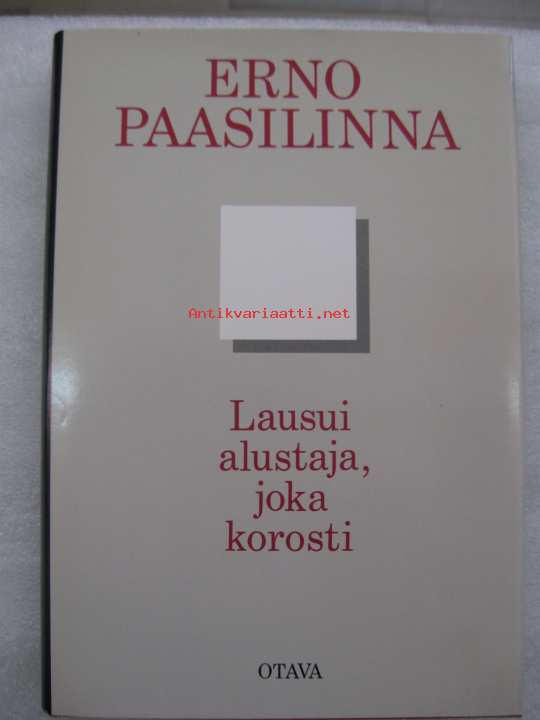 ERNO
PAASILINNA
Antikvariaatti.net
Lausui
alustaja,
joka
korosti
OTAVA